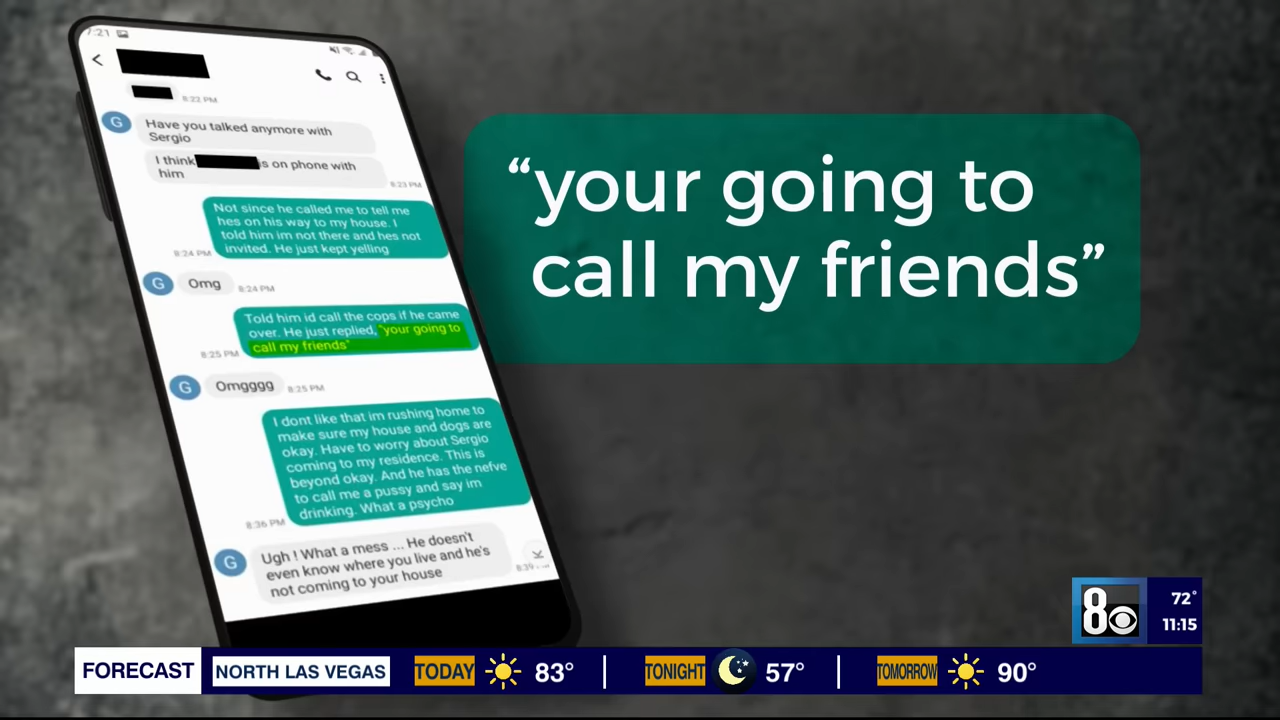 7:21
8:22 PM
G
Have you talked anymore with
Sergio
I think is on phone with
him
8:23 PM
Not since he called me to tell me
hes on his way to my house. I
told him im not there and hes not
invited. He just kept yelling
8:24 PM
G
Omg
8:24 PM
Told him id call the cops if he came
over. He just replied, "your going to
call my friends"
8:25 PM
G
Omgggg
8:25 PM
I dont like that im rushing home to
make sure my house and dogs are
okay. Have to worry about Sergio
coming to my residence. This is
beyond okay. And he has the nefve
to call me a pussy and say im
drinking. What a psycho
8:36 PM
G
Ugh ! What a mess ... He doesn't
even know where you live and he's
not coming to your house
8:39
“your going to
call my friends”
8
72°
11:15
FORECAST NORTH LAS VEGAS TODAY 83° TONIGHT 57° TOMORROW 90°